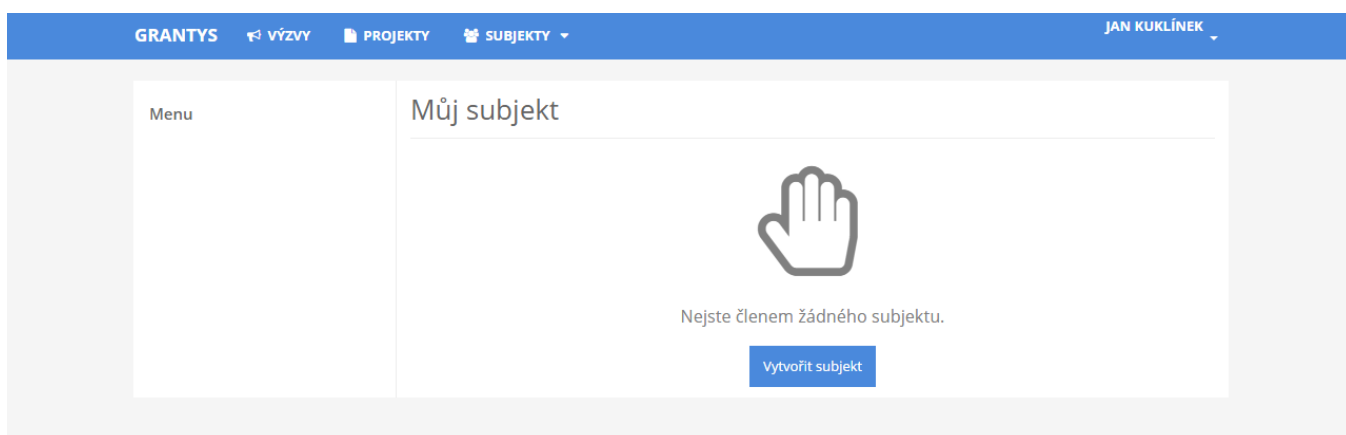 GRANTYS VÝZVY PROJEKTY SUBJEKTY JAN KUKLÍNEK
Menu
Můj subjekt
Nejste členem žádného subjektu.
Vytvořit subjekt